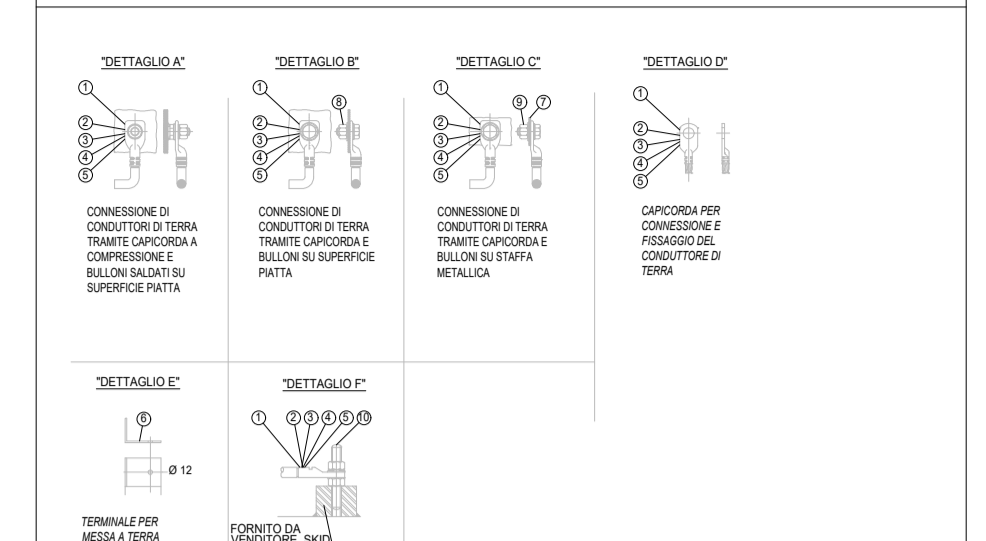 "DETTAGLIO A"
1
2
3
4
5
CONNESSIONE DI
CONDUTTORI DI TERRA
TRAMITE CAPICORDA A
COMPRESSIONE E
BULLONI SALDATI SU
SUPERFICIE PIATTA
"DETTAGLIO B"
1
8
2
3
4
5
CONNESSIONE DI
CONDUTTORI DI TERRA
TRAMITE CAPICORDA E
BULLONI SU SUPERFICIE
PIATTA
"DETTAGLIO C"
1
9 7
2
3
4
5
CONNESSIONE DI
CONDUTTORI DI TERRA
TRAMITE CAPICORDA E
BULLONI SU STAFFA
METALLICA
"DETTAGLIO D"
1
2
3
4
5
CAPICORDA PER
CONNESSIONE E
FISSAGGIO DEL
CONDUTTORE DI
TERRA
"DETTAGLIO E"
6
Ø 12
TERMINALE PER
MESSA A TERRA
"DETTAGLIO F"
1 2 3 4 5 10
FORNITO DA
VENDITORE SKID